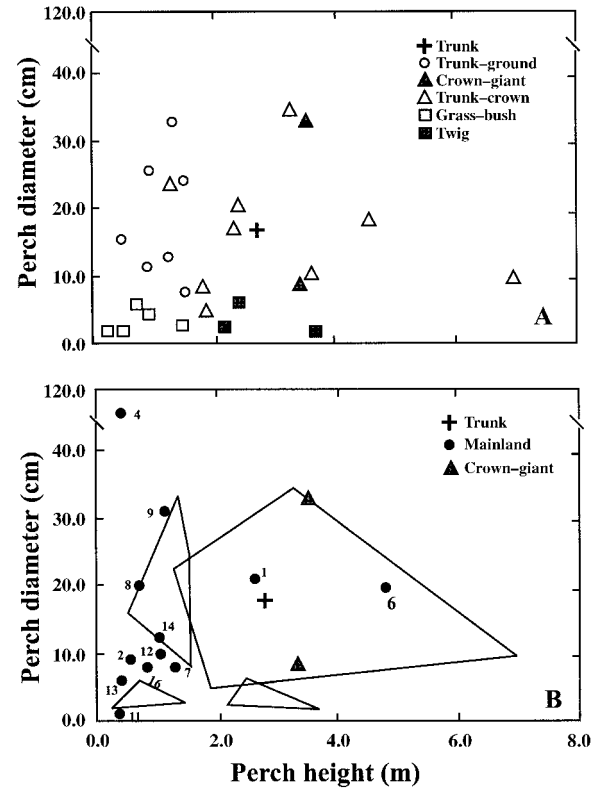 120.0
Trunk
Trunk–ground
Crown–giant
Trunk–crown
Grass–bush
Twig
40.0
30.0
20.0
10.0
0.0
Perch diameter (cm)
A
120.0
4
Trunk
Mainland
Crown–giant
40.0
9
30.0
1
8
20.0
6
14
2
12
10.0
7
13
16
11
0.0
Perch diameter (cm)
B
0.0 2.0 4.0 6.0 8.0
Perch height (m)